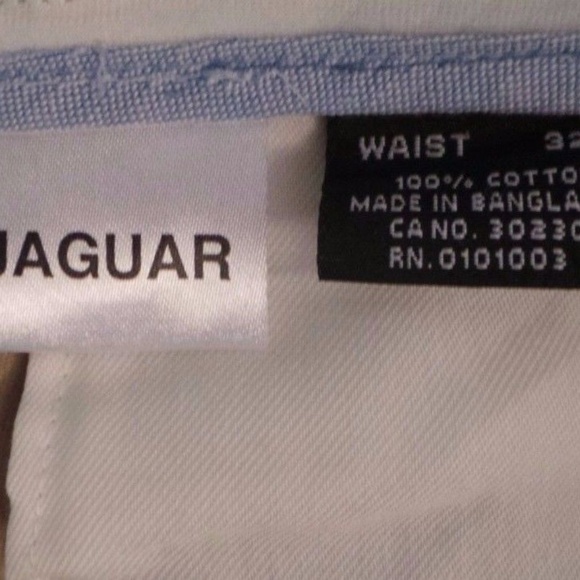 JAGUAR
WAIST 32
100% COTTO
MADE IN BANGLA
CA NO. 30230
RN. 0101003